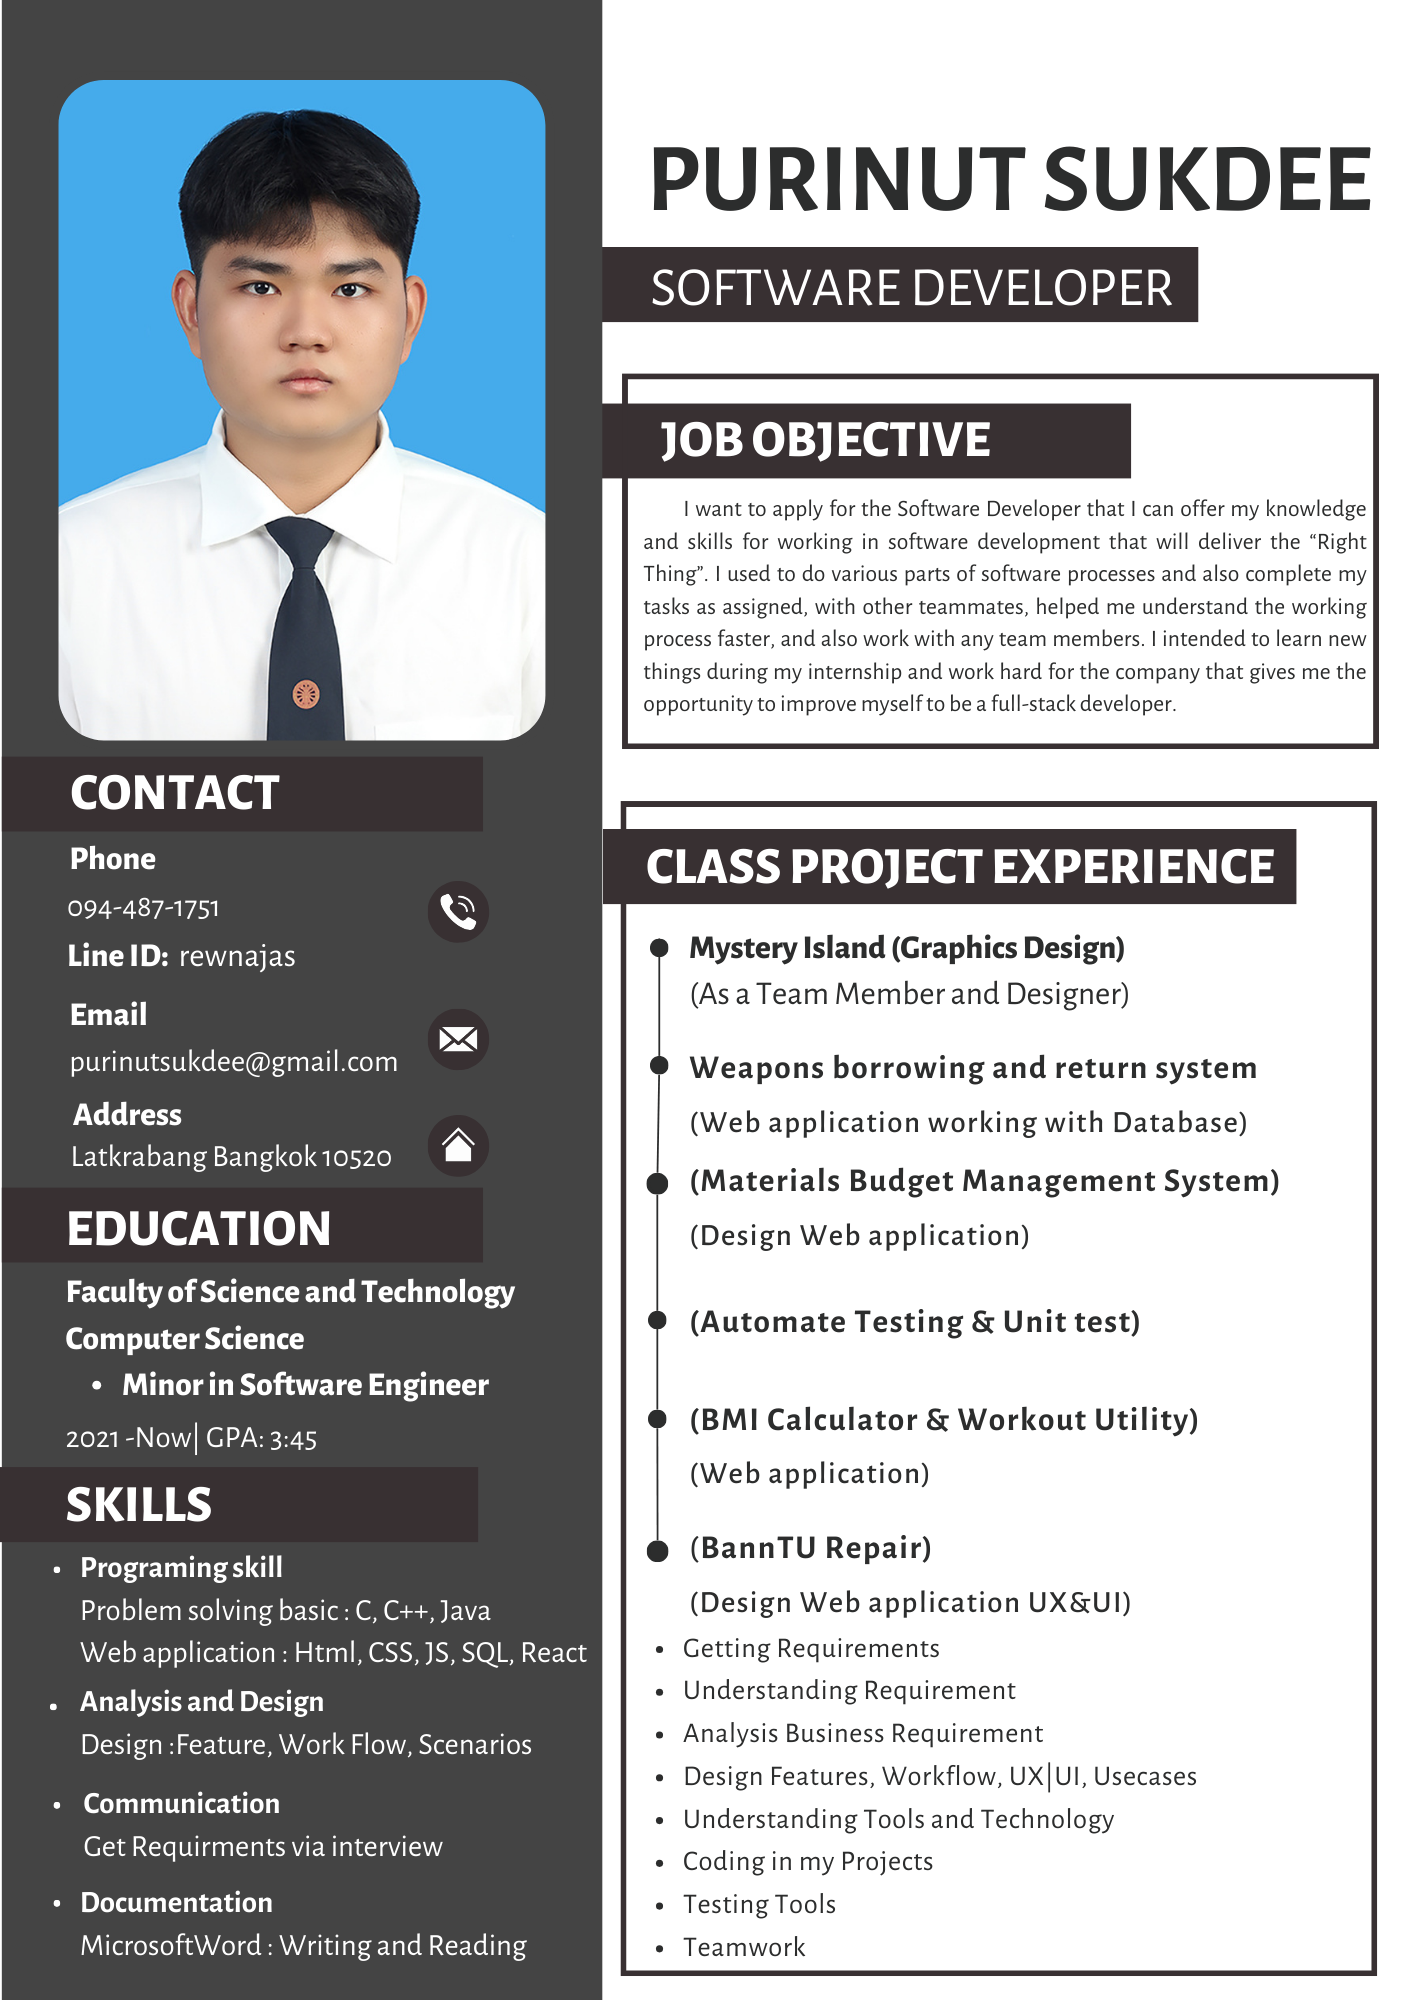 PURINUT SUKDEE
SOFTWARE DEVELOPER
JOB OBJECTIVE
I want to apply for the Software Developer that I can offer my knowledge
and skills for working in software development that will deliver the “Right
Thing”. I used to do various parts of software processes and also complete my
tasks as assigned, with other teammates, helped me understand the working
process faster, and also work with any team members. I intended to learn new
things during my internship and work hard for the company that gives me the
opportunity to improve myself to be a full-stack developer.
CONTACT
Phone
094-487-1751
Line ID: rewnajas
Email
purinutsukdee@gmail.com
Address
Latkrabang Bangkok 10520
EDUCATION
Faculty of Science and Technology
Computer Science
• Minor in Software Engineer
2021 -Now| GPA: 3:45
SKILLS
• Programing skill
Problem solving basic : C, C++, Java
Web application : Html, CSS, JS, SQL, React
• Analysis and Design
Design :Feature, Work Flow, Scenarios
• Communication
Get Requirments via interview
• Documentation
MicrosoftWord : Writing and Reading
CLASS PROJECT EXPERIENCE
Mystery Island (Graphics Design)
(As a Team Member and Designer)
Weapons borrowing and return system
(Web application working with Database)
(Materials Budget Management System)
(Design Web application)
(Automate Testing & Unit test)
(BMI Calculator & Workout Utility)
(Web application)
(BannTU Repair)
(Design Web application UX&UI)
• Getting Requirements
• Understanding Requirement
• Analysis Business Requirement
• Design Features, Workflow, UX|UI, Usecases
• Understanding Tools and Technology
• Coding in my Projects
• Testing Tools
• Teamwork